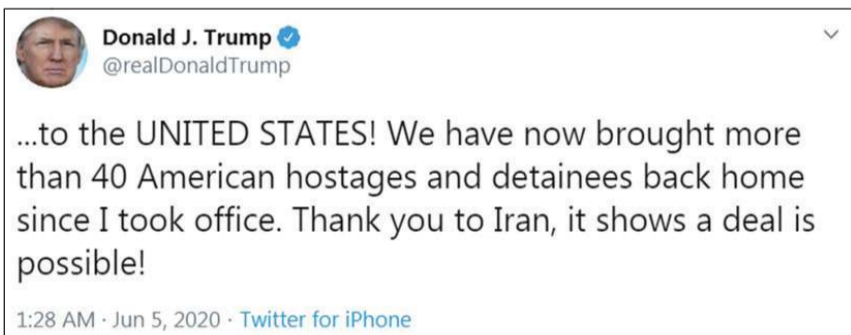 Donald J. Trump
@realDonaldTrump
...to the UNITED STATES! We have now brought more
than 40 American hostages and detainees back home
since I took office. Thank you to Iran, it shows a deal is
possible!
1:28 AM · Jun 5, 2020 · Twitter for iPhone